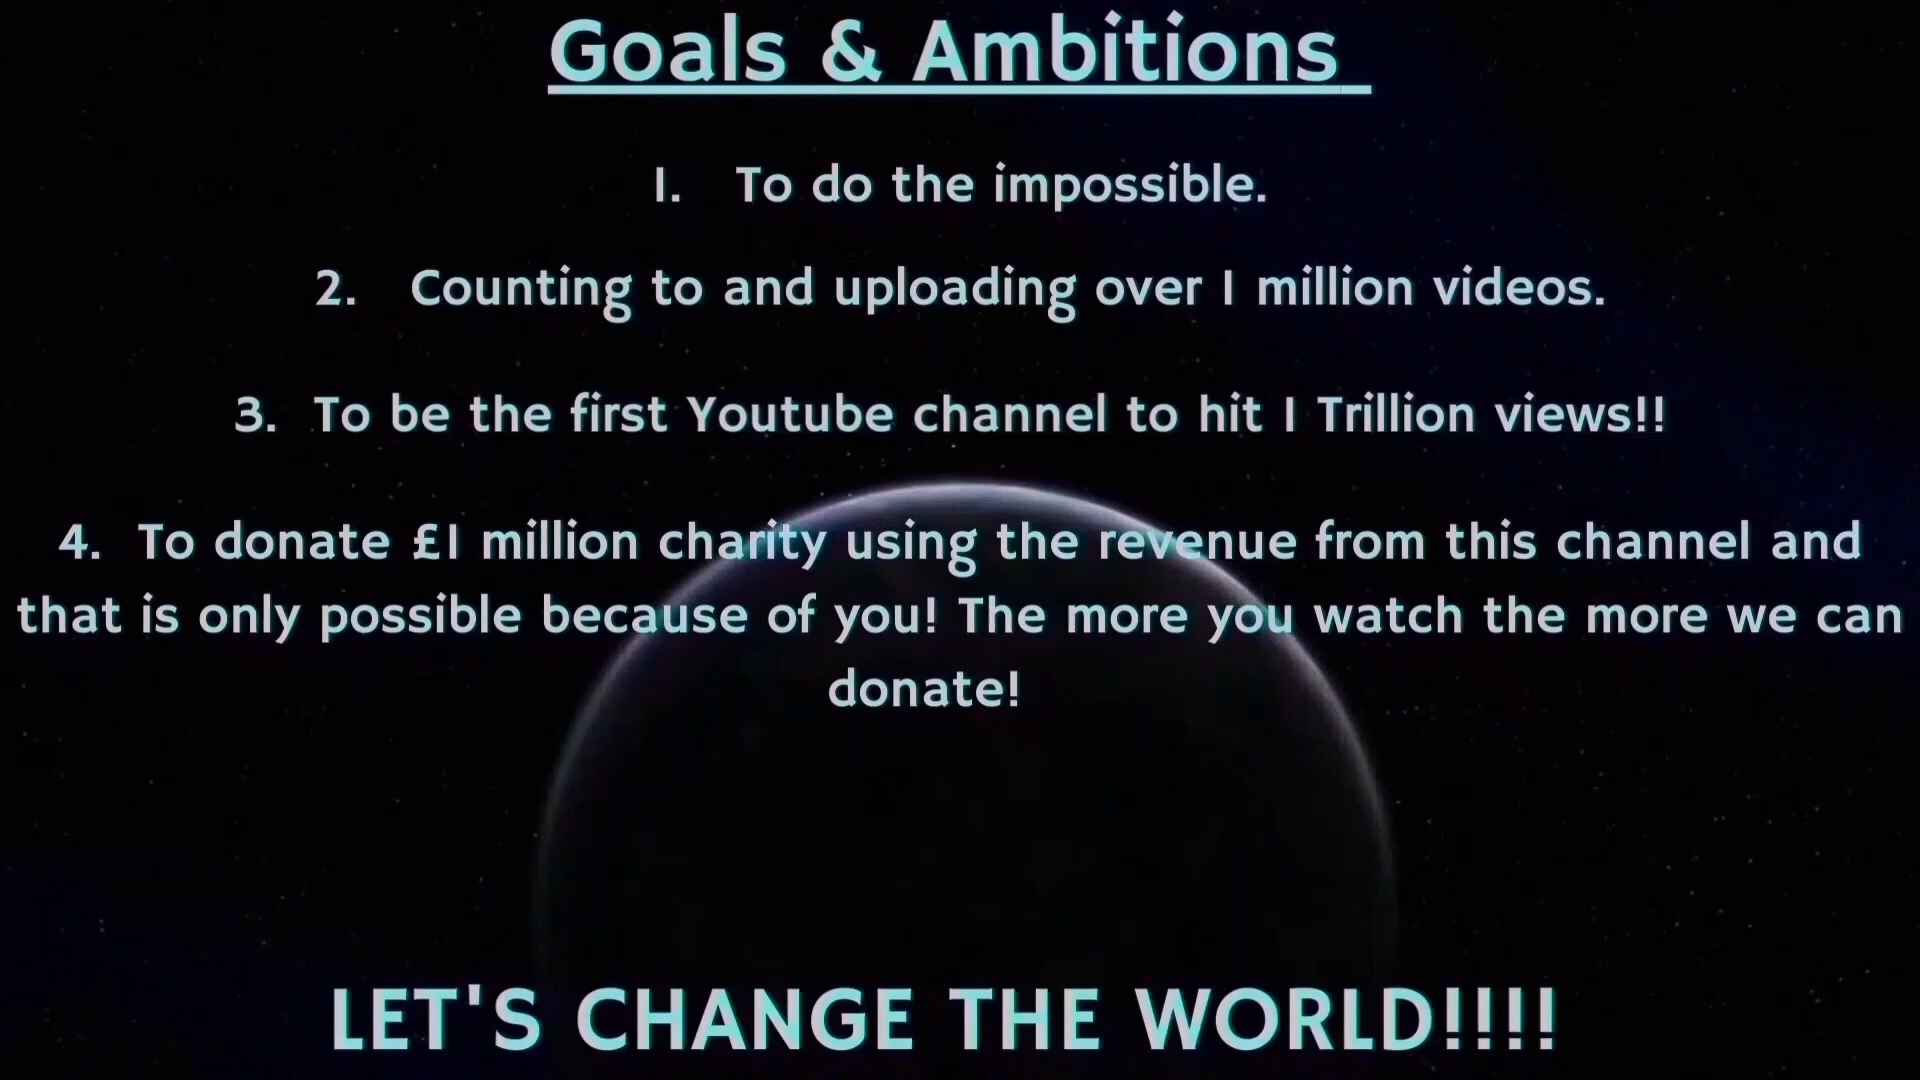 Goals & Ambitions
1. To do the impossible.
2. Counting to and uploading over 1 million videos.
3. To be the first Youtube channel to hit 1 Trillion views!!
4. To donate £1 million charity using the revenue from this channel and
that is only possible because of you! The more you watch the more we can
donate!
LET'S CHANGE THE WORLD!!!!